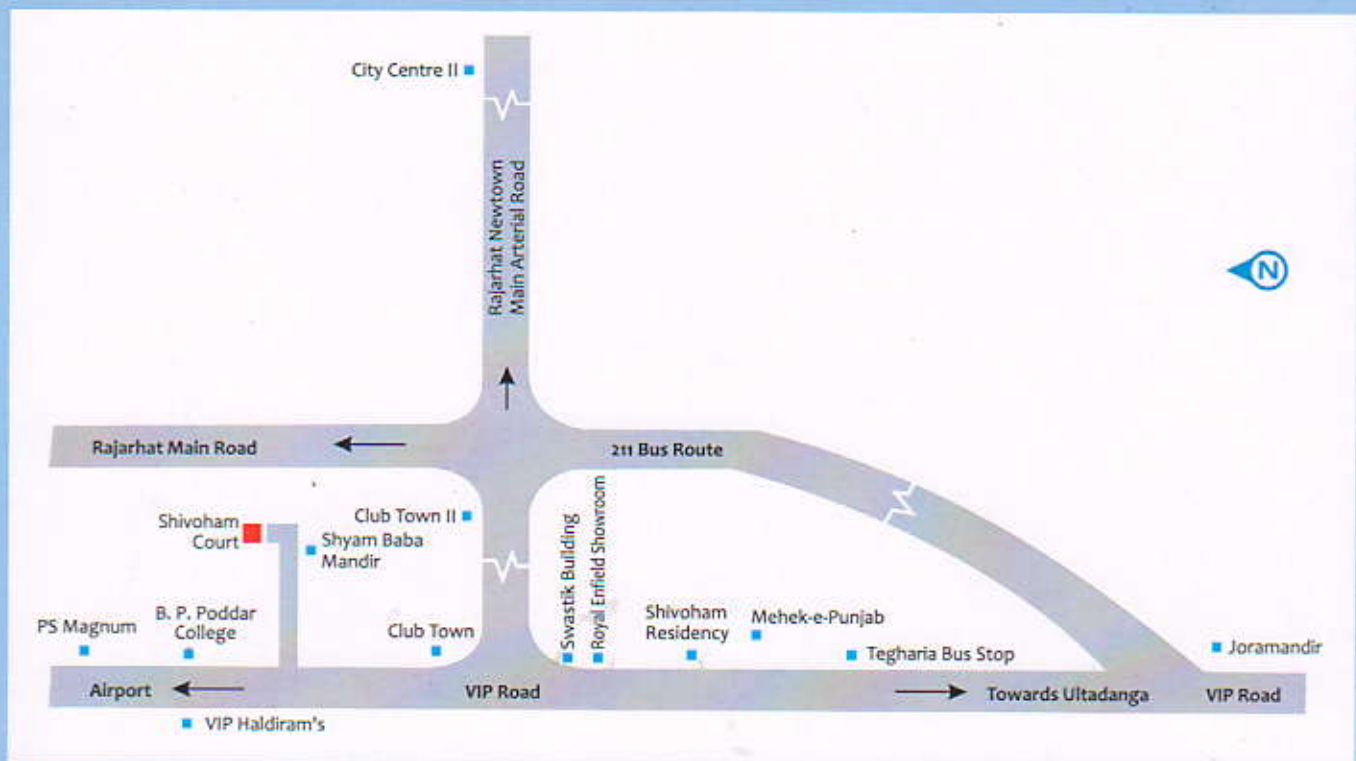 City Centre II
Rajarhat Newtown
Main Arterial Road
N
Rajarhat Main Road
211 Bus Route
Shivoham
Court
Shyam Baba
Mandir
Club Town II
Swastik Building
Royal Enfield Showroom
PS Magnum
B. P. Poddar
College
Club Town
Shivoham
Residency
Mehek-e-Punjab
Tegharia Bus Stop
Joramandir
Airport
VIP Road
Towards Ultadanga
VIP Road
VIP Haldiram's